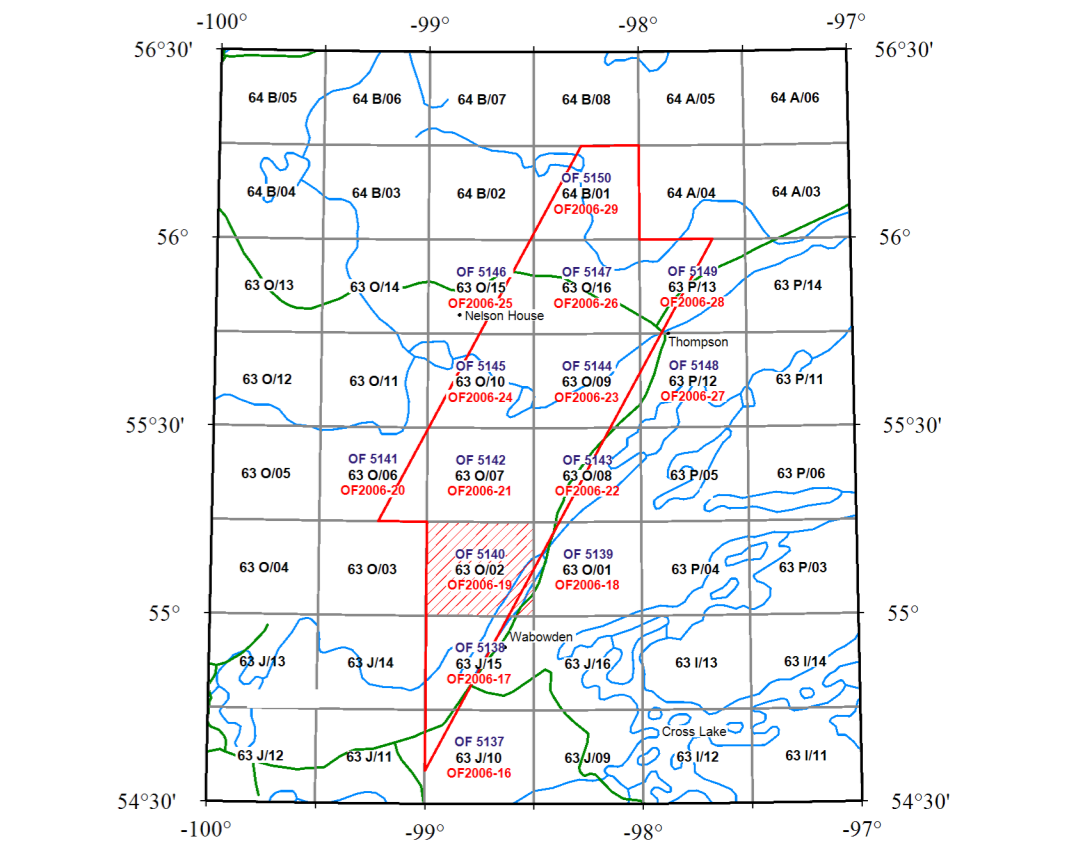 -100°
-99°
-98°
-97°
56°30'
56°30'
64 B/05
64 B/06
64 B/07
64 B/08
64 A/05
64 A/06
OF 5150
64 B/04
64 B/03
64 B/02
64 B/01
64 A/04
64 A/03
OF2006-29
56°
56°
OF 5146
OF 5147
OF 5149
63 O/13
63 O/14
63 O/15
63 O/16
63 P/13
63 P/14
OF2006-25
OF2006-26
OF2006-28
Nelson House
Thompson
OF 5145
OF 5144
OF 5148
63 O/12
63 O/11
63 O/10
63 O/09
63 P/12
63 P/11
OF2006-24
OF2006-23
OF2006-27
55°30'
55°30'
OF 5141
OF 5142
OF 5143
63 O/05
63 O/06
63 O/07
63 O/08
63 P/05
63 P/06
OF2006-20
OF2006-21
OF2006-22
OF 5140
OF 5139
63 O/04
63 O/03
63 O/02
63 O/01
63 P/04
63 P/03
OF2006-19
OF2006-18
55°
55°
Wabowden
OF 5138
63 J/13
63 J/14
63 J/15
63 J/16
63 I/13
63 I/14
OF2006-17
Cross Lake
OF 5137
63 J/12
63 J/11
63 J/10
63 J/09
63 I/12
63 I/11
OF2006-16
54°30'
54°30'
-100°
-99°
-98°
-97°